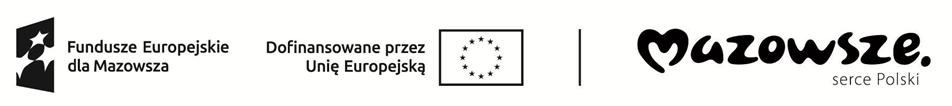 Fundusze Europejskie
dla Mazowsza
Dofinansowane przez
Unię Europejską
Mazowsze.
serce Polski